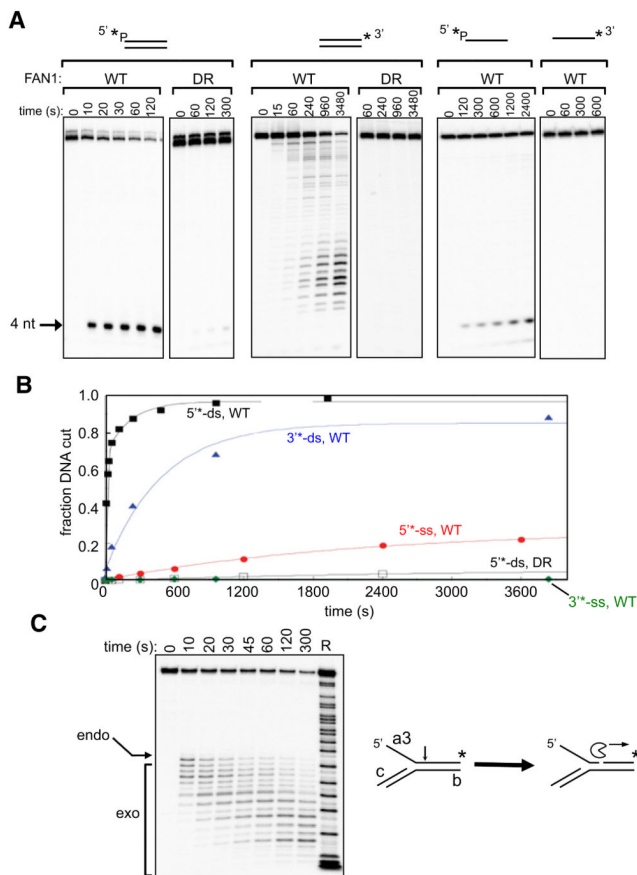 A
5' *P
* 3'
5' *P
* 3'
FAN1: WT DR WT DR WT WT
time (s): 0 10 20 30 60 120 0 60 120 300 0 15 60 240 960 3480 60 240 960 3480 0 120 300 600 1200 2400 0 30 300 600
4 nt
B
fraction DNA cut
1.0
0.8
0.6
0.4
0.2
0
5'*-ds, WT
3'*-ds, WT
5'*-ss, WT
5'*-ds, DR
3'*-ss, WT
0 600 1200 1800 2400 3000 3600
time (s)
C
time (s): 0 10 20 30 45 60 120 300 R
endo
exo
5' a3
*
c
b
5'
*